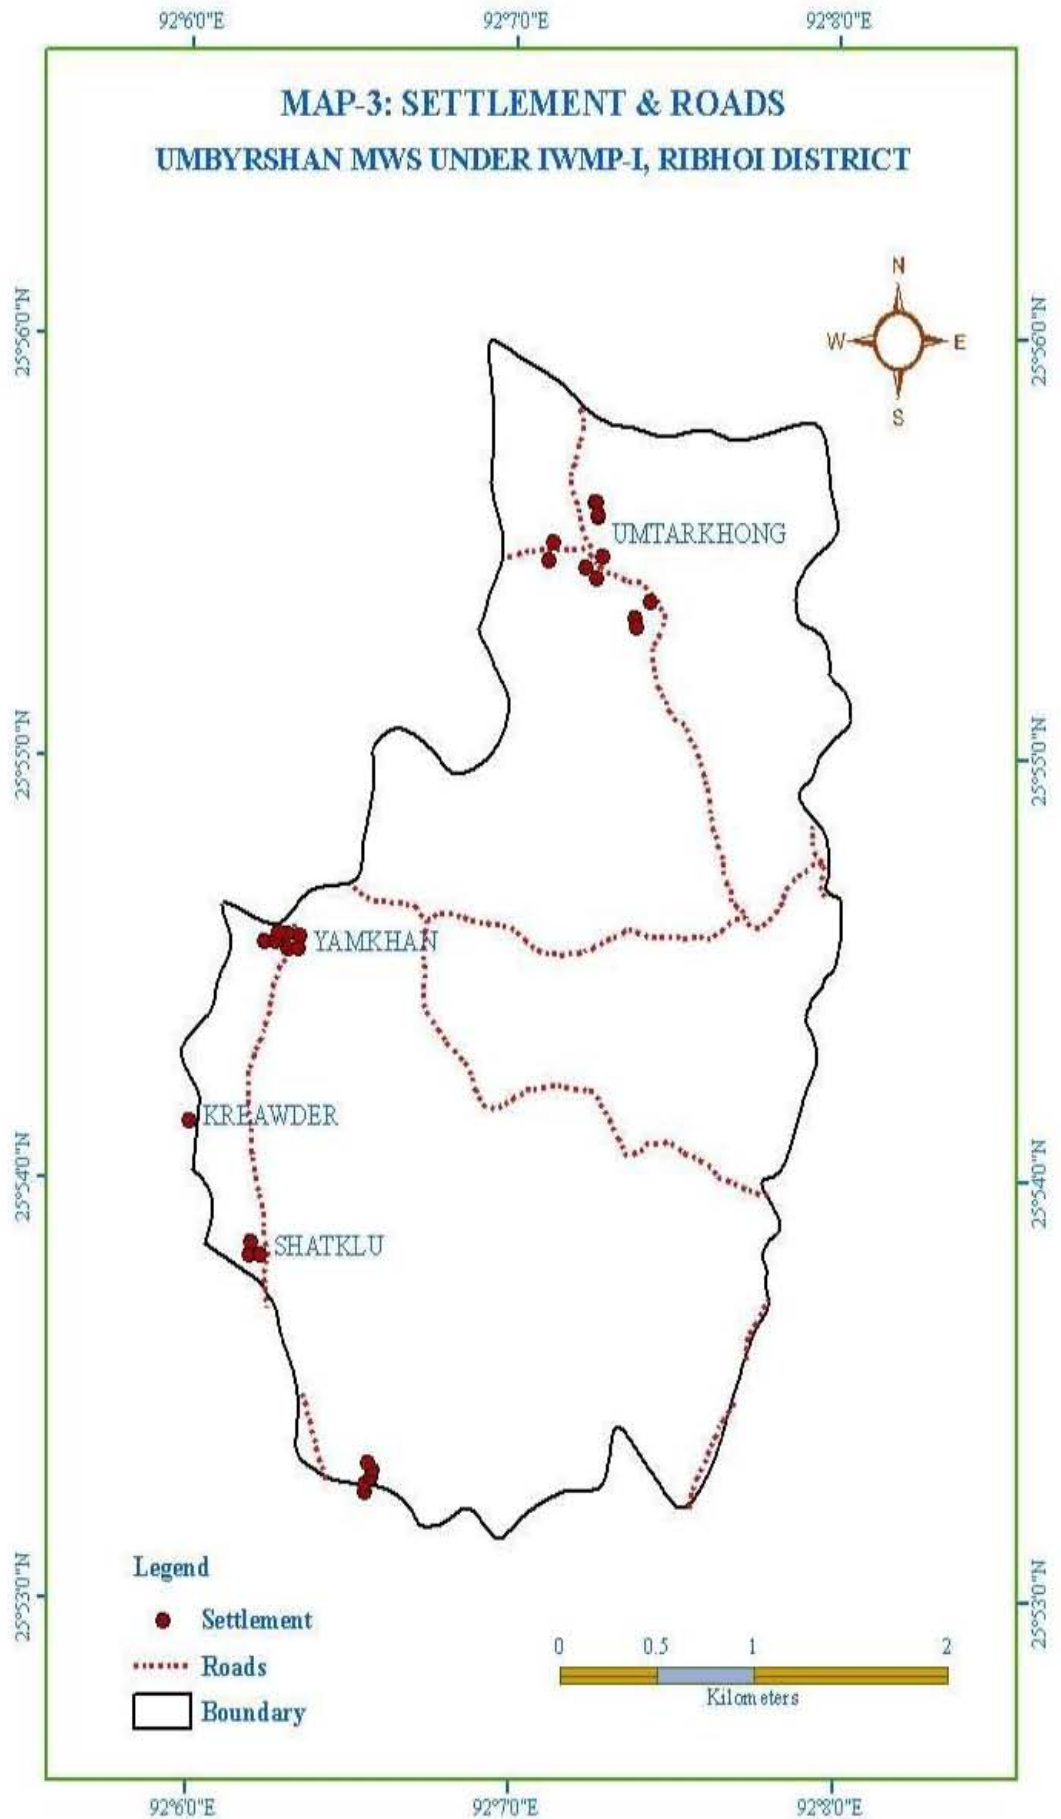 92°6'0"E 92°7'0"E 92°8'0"E
MAP-3: SETTLEMENT & ROADS
UMBYRSHAN MWS UNDER IWMP-I, RIBHOI DISTRICT
N
W E
S
25°56'0"N 25°56'0"N
UMTARKHONG
25°55'0"N 25°55'0"N
YAMKHAN
KREAWDER
25°54'0"N 25°54'0"N
SHATKLU
Legend
25°53'0"N 25°53'0"N
Settlement
0 0.5 1 2
Roads
Kilometers
Boundary
92°6'0"E 92°7'0"E 92°8'0"E